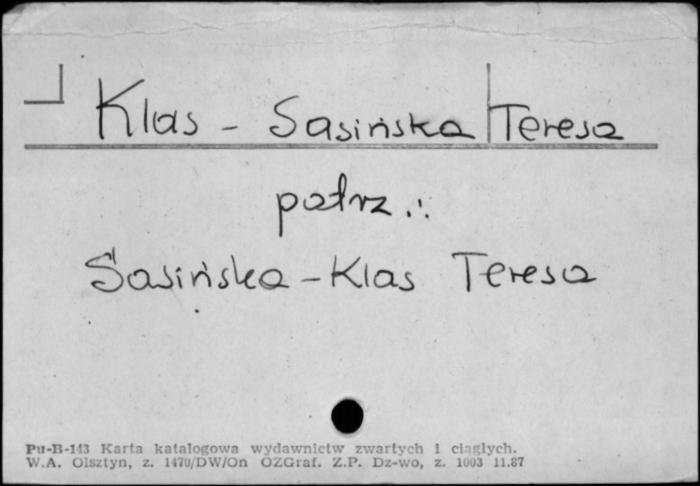 Klas - Sasińska Teresa
patrz :
Sasińska - Klas Teresa
Pu-B-143 Karta katalogowa wydawnictw zwartych i ciągłych.
W.A. Olsztyn, z. 1470/DW/On OZGraf. Z.P. Dz-wo, z. 1003 11.87